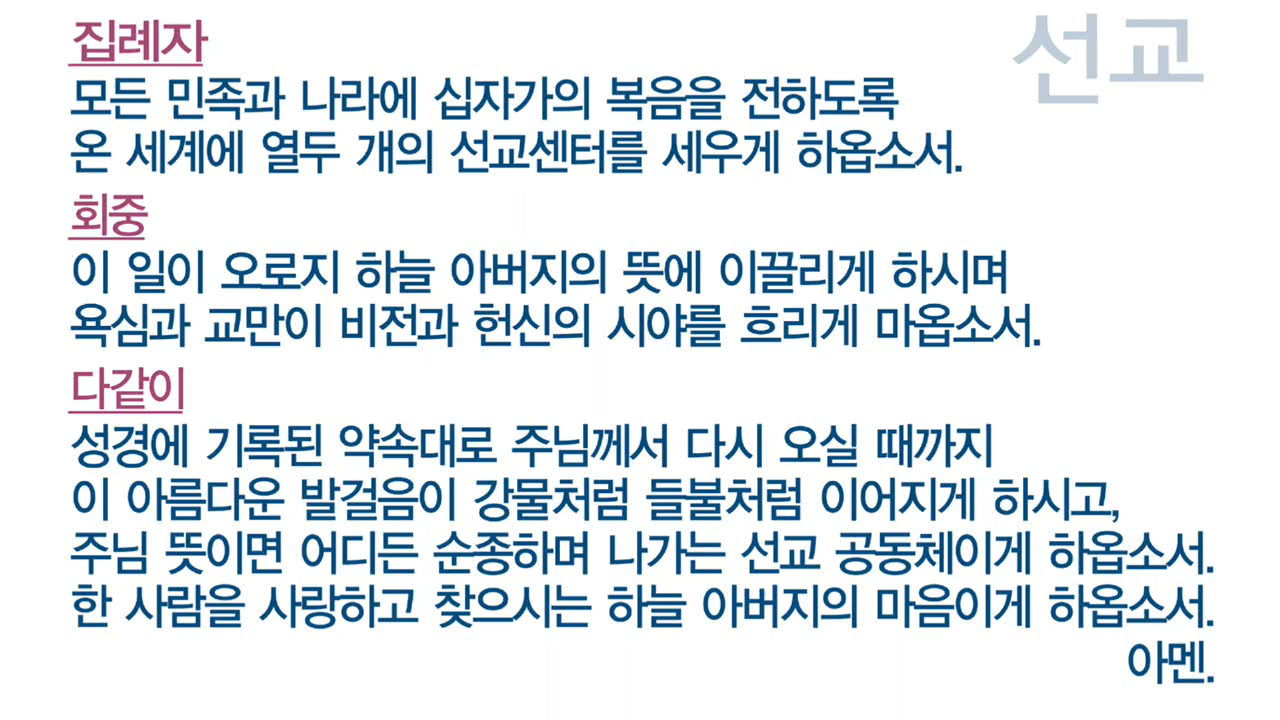 선교
집례자
모든 민족과 나라에 십자가의 복음을 전하도록
온 세계에 열두 개의 선교센터를 세우게 하옵소서.
회중
이 일이 오로지 하늘 아버지의 뜻에 이끌리게 하시며
욕심과 교만이 비전과 헌신의 시야를 흐리게 마옵소서.
다같이
성경에 기록된 약속대로 주님께서 다시 오실 때까지
이 아름다운 발걸음이 강물처럼 들불처럼 이어지게 하시고,
주님 뜻이면 어디든 순종하며 나가는 선교 공동체이게 하옵소서.
한 사람을 사랑하고 찾으시는 하늘 아버지의 마음이게 하옵소서.
아멘.